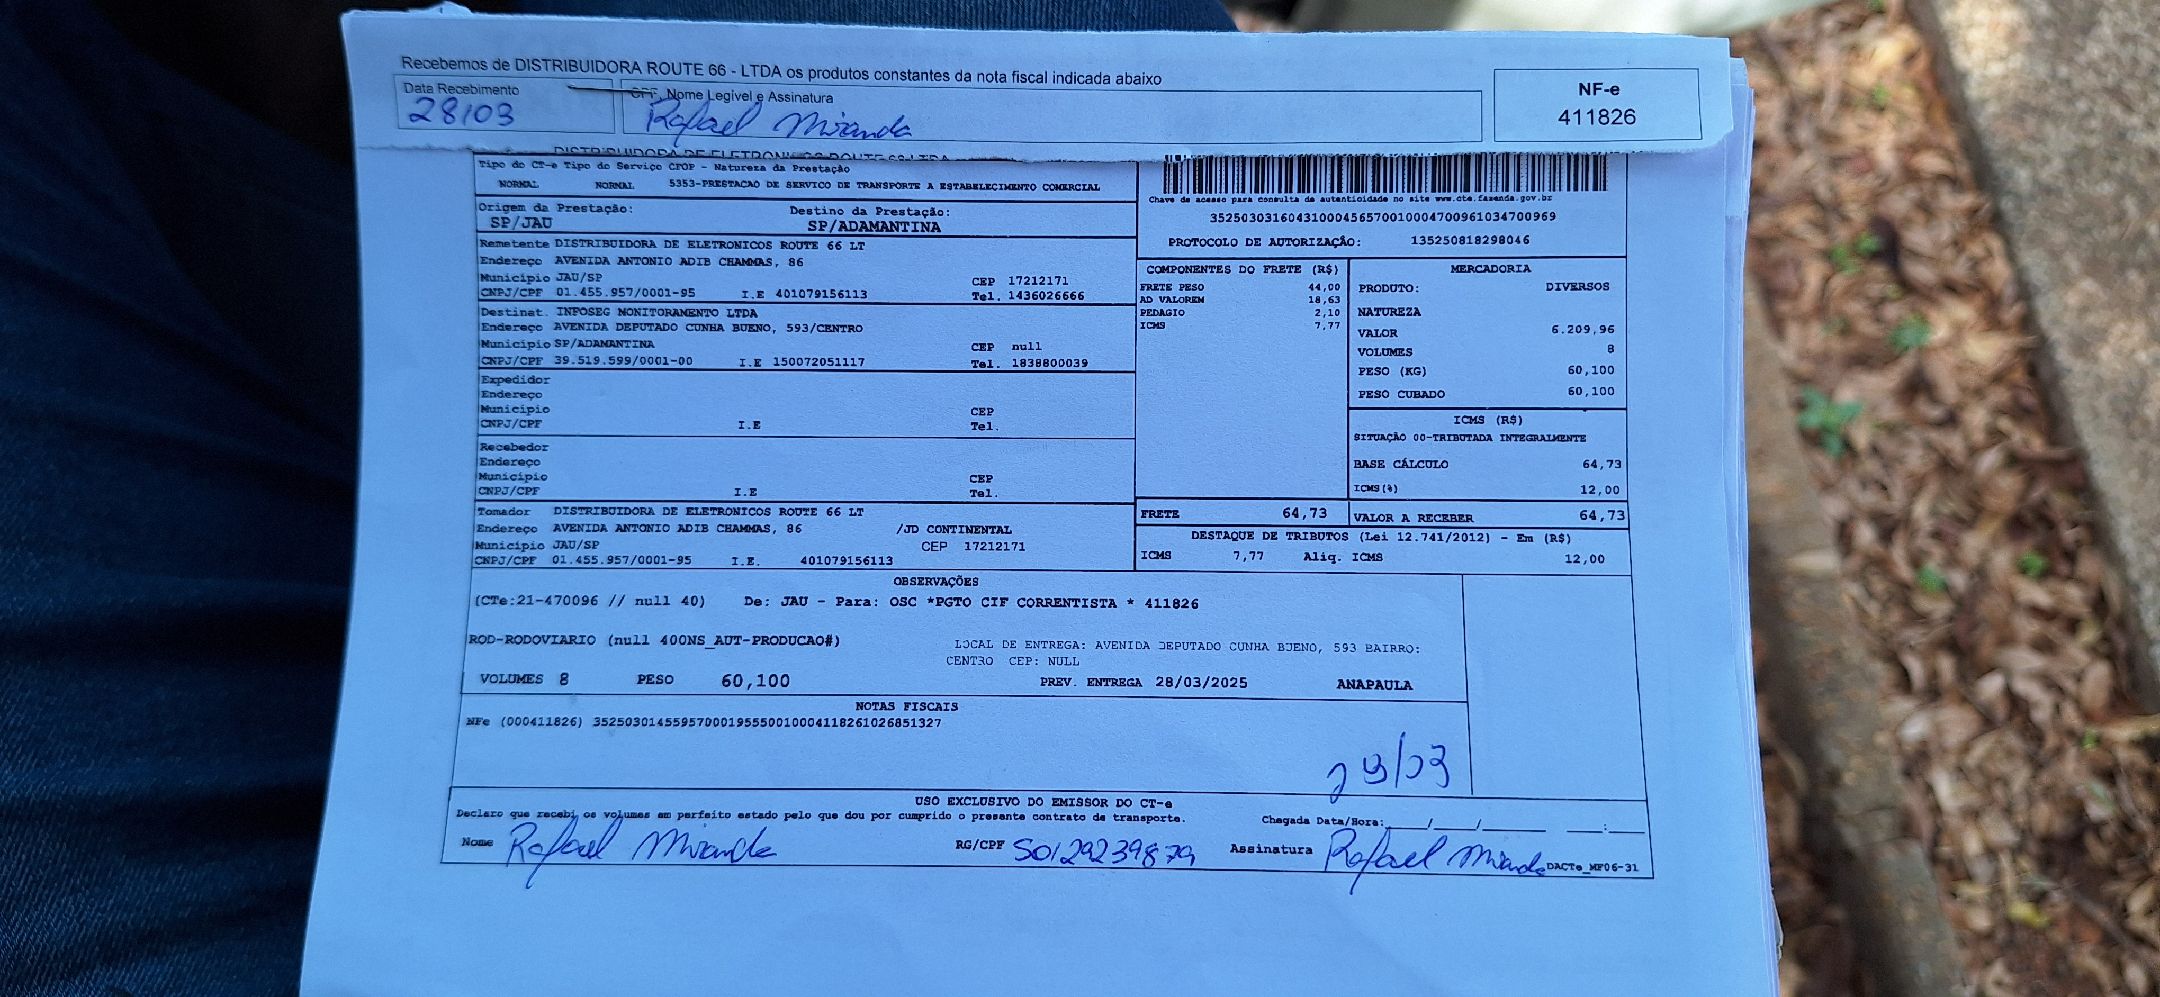 Recebemos de DISTRIBUIDORA ROUTE 66 - LTDA os produtos constantes da nota fiscal indicada abaixo
Data Recebimento
28/03
CPF, Nome Legível e Assinatura
Rafael Miranda
NF-e
411826
DISTRIBUIDORA DE ELETRONICOS ROUTE 66 LTDA
Tipo do CT-e Tipo do Serviço CFOP - Natureza da Prestação
NORMAL NORMAL 5353-PRESTACAO DE SERVICO DE TRANSPORTE A ESTABELECIMENTO COMERCIAL
Origem da Prestação: Destino da Prestação:
SP/JAU SP/ADAMANTINA
Remetente DISTRIBUIDORA DE ELETRONICOS ROUTE 66 LT
Endereço AVENIDA ANTONIO ADIB CHAMMAS, 86
Município JAU/SP CEP 17212171
CNPJ/CPF 01.455.957/0001-95 I.E 401079156113 Tel. 1436026666
Destinat. INFOSEG MONITORAMENTO LTDA
Endereço AVENIDA DEPUTADO CUNHA BUENO, 593/CENTRO
Município SP/ADAMANTINA CEP null
CNPJ/CPF 39.519.599/0001-00 I.E 150072051117 Tel. 1838800039
Expedidor
Endereço
Município CEP
CNPJ/CPF I.E Tel.
Recebedor
Endereço
Município CEP
CNPJ/CPF I.E Tel.
Tomador DISTRIBUIDORA DE ELETRONICOS ROUTE 66 LT
Endereço AVENIDA ANTONIO ADIB CHAMMAS, 86 /JD CONTINENTAL
Município JAU/SP CEP 17212171
CNPJ/CPF 01.455.957/0001-95 I.E. 401079156113
Chave de acesso para consulta de autenticidade no site www.cte.fazenda.gov.br
35250303160431000456570010004700961034700969
PROTOCOLO DE AUTORIZAÇÃO: 135250818298046
COMPONENTES DO FRETE (R$)
FRETE PESO 44,00
AD VALOREM 18,63
PEDAGIO 2,10
ICMS 7,77
MERCADORIA
PRODUTO: DIVERSOS
NATUREZA
VALOR 6.209,96
VOLUMES 8
PESO (KG) 60,100
PESO CUBADO 60,100
ICMS (R$)
SITUAÇÃO 00-TRIBUTADA INTEGRALMENTE
BASE CÁLCULO 64,73
ICMS(%) 12,00
FRETE 64,73 VALOR A RECEBER 64,73
DESTAQUE DE TRIBUTOS (Lei 12.741/2012) - Em (R$)
ICMS 7,77 Aliq. ICMS 12,00
OBSERVAÇÕES
(CTe:21-470096 // null 40) De: JAU - Para: OSC *PGTO CIF CORRENTISTA * 411826
ROD-RODOVIARIO (null 400NS_AUT-PRODUCAO#)
LOCAL DE ENTREGA: AVENIDA DEPUTADO CUNHA BUENO, 593 BAIRRO:
CENTRO CEP: NULL
VOLUMES 8 PESO 60,100 PREV. ENTREGA 28/03/2025 ANAPAULA
NOTAS FISCAIS
NFe (000411826) 35250301455957000195550010004118261026851327
28/03
USO EXCLUSIVO DO EMISSOR DO CT-e
Declaro que recebi os volumes em perfeito estado pelo que dou por cumprido o presente contrato de transporte.
Chegada Data/Hora: ____/____/______ ____:____
Nome Rafael Miranda RG/CPF 50129239879 Assinatura Rafael Miranda DACTe_MF06-31